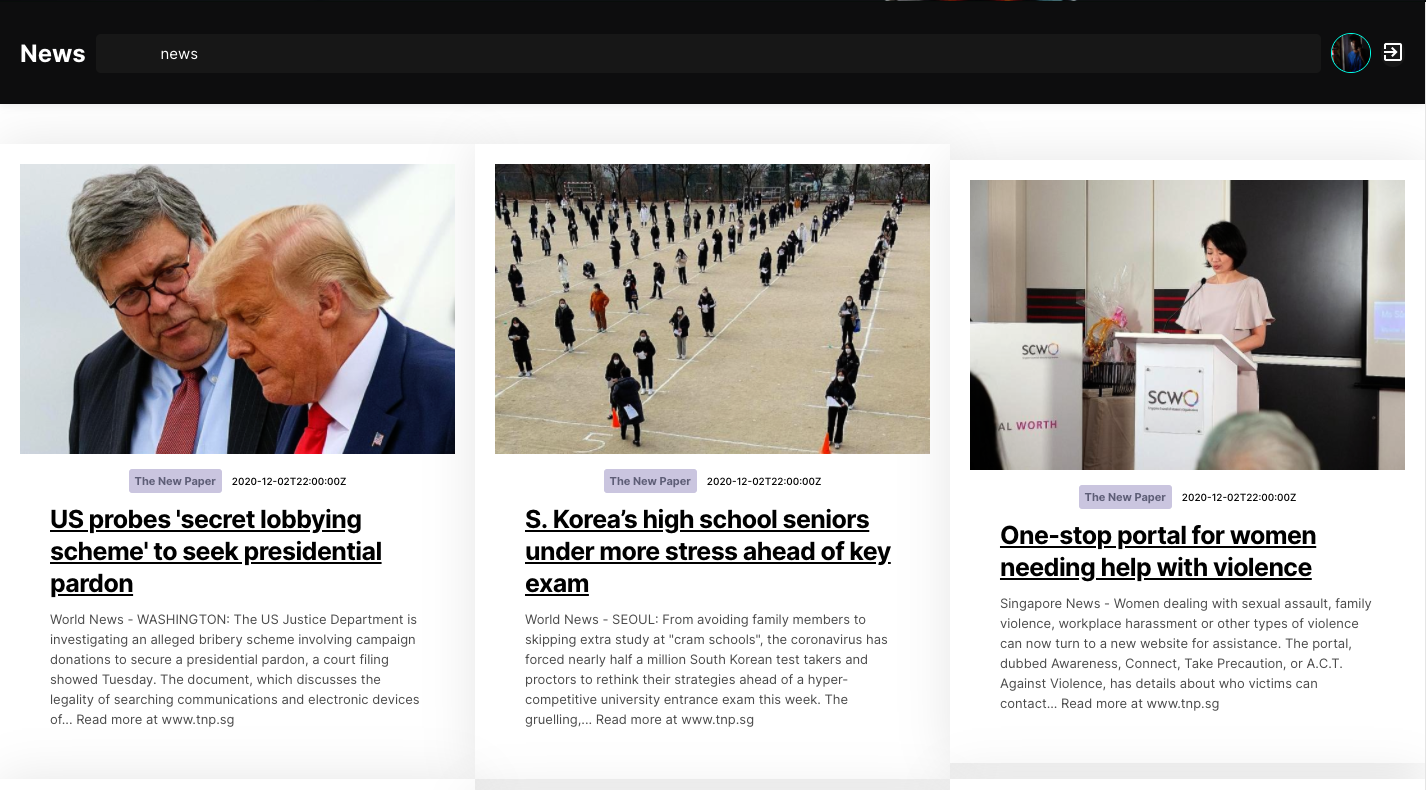 News
news
The New Paper 2020-12-02T22:00:00Z
US probes 'secret lobbying
scheme' to seek presidential
pardon
World News - WASHINGTON: The US Justice Department is
investigating an alleged bribery scheme involving campaign
donations to secure a presidential pardon, a court filing
showed Tuesday. The document, which discusses the
legality of searching communications and electronic devices
of... Read more at www.tnp.sg
5
The New Paper 2020-12-02T22:00:00Z
S. Korea’s high school seniors
under more stress ahead of key
exam
World News - SEOUL: From avoiding family members to
skipping extra study at "cram schools", the coronavirus has
forced nearly half a million South Korean test takers and
proctors to rethink their strategies ahead of a hyper-
competitive university entrance exam this week. The
gruelling,... Read more at www.tnp.sg
SCWO
SCWO
AL WORTH
The New Paper 2020-12-02T22:00:00Z
One-stop portal for women
needing help with violence
Singapore News - Women dealing with sexual assault, family
violence, workplace harassment or other types of violence
can now turn to a new website for assistance. The portal,
dubbed Awareness, Connect, Take Precaution, or A.C.T.
Against Violence, has details about who victims can
contact... Read more at www.tnp.sg